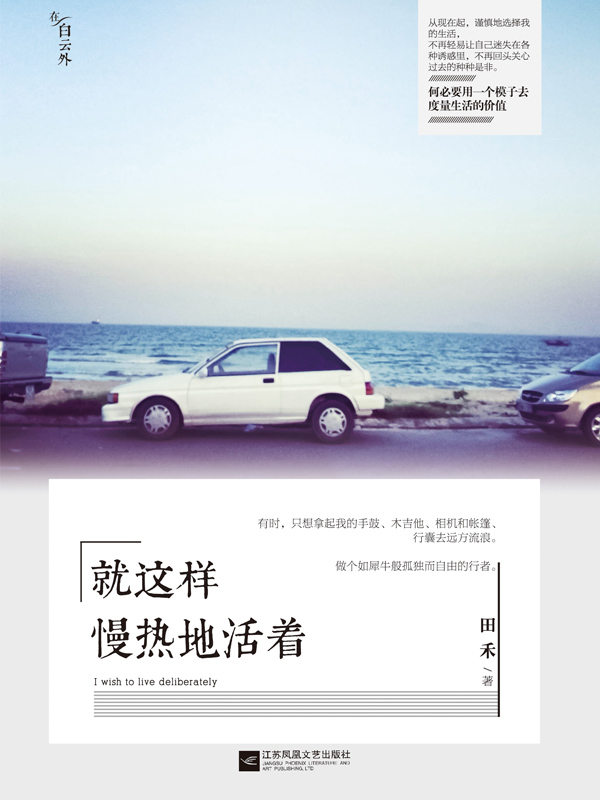 在
白云外
从现在起，谨慎地选择我
的生活，
不再轻易让自己迷失在各
种诱惑里，不再回头关心
过去的种种是非。
何必要用一个模子去
度量生活的价值
有时，只想拿起我的手鼓、木吉他、相机和帐篷、
行囊去远方流浪。
做个如犀牛般孤独而自由的行者。
就这样
慢热地活着
I wish to live deliberately
田禾/著
江苏凤凰文艺出版社
JIANGSU PHOENIX LITERATURE AND
ART PUBLISHING, LTD